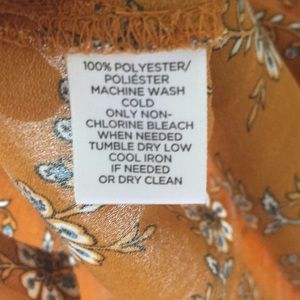 100% POLYESTER/
POLIÉSTER
MACHINE WASH
COLD
ONLY NON-
CHLORINE BLEACH
WHEN NEEDED
TUMBLE DRY LOW
COOL IRON
IF NEEDED
OR DRY CLEAN